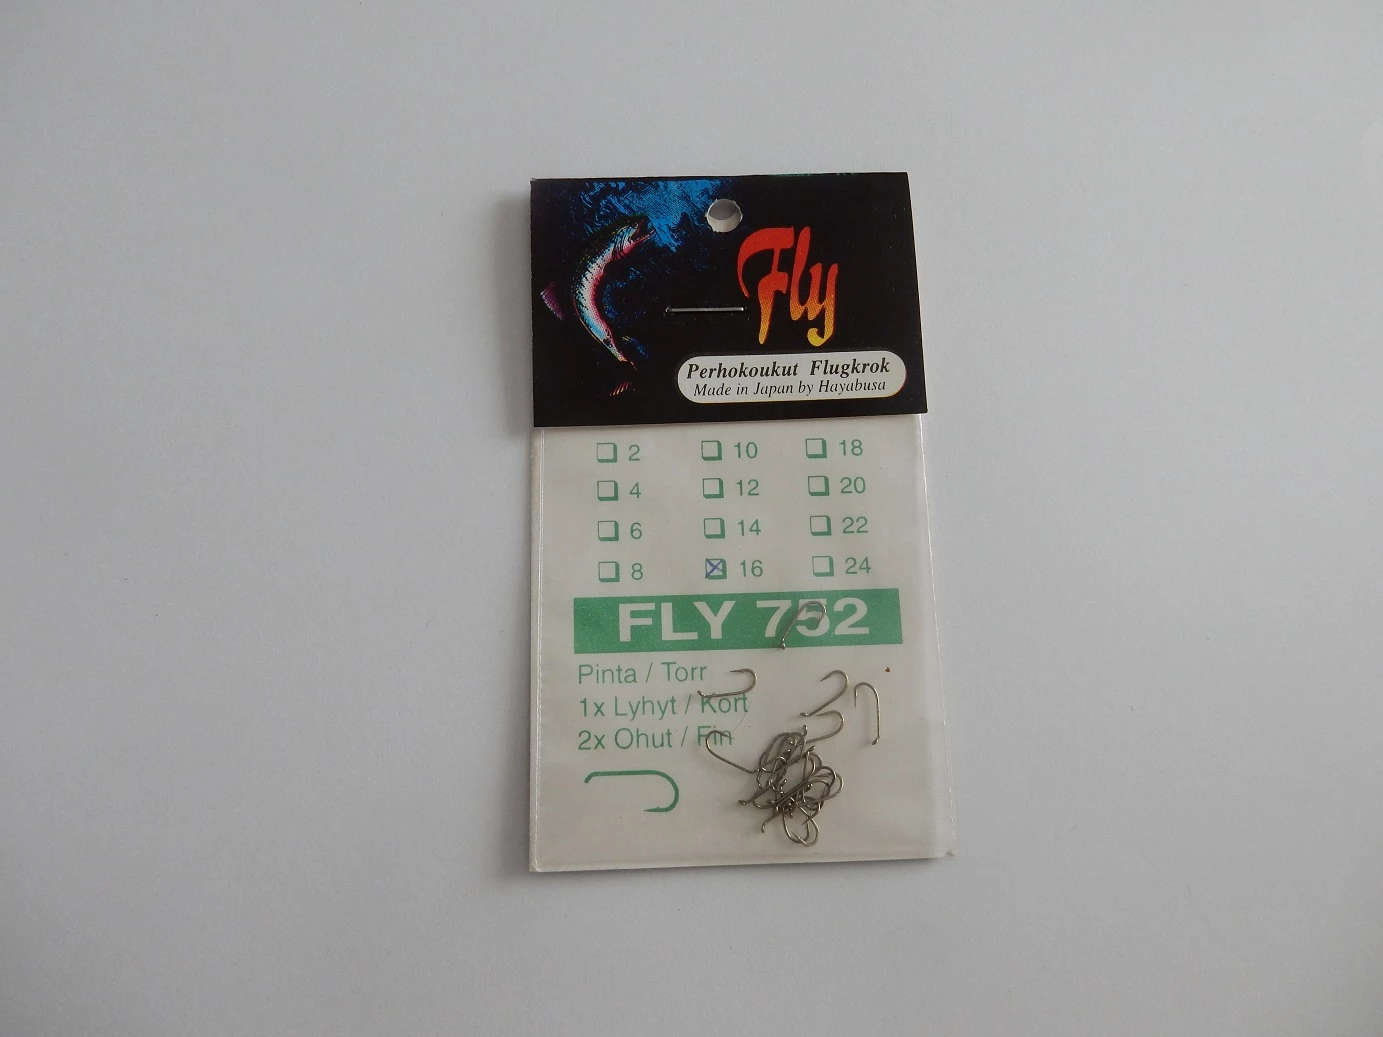 Fly
Perhokoukut Flugkrok
Made in Japan by Hayabusa
2 10 18
4 12 20
6 14 22
8 16 24
FLY 752
Pinta / Torr
1x Lyhyt / Kort
2x Ohut / Fin